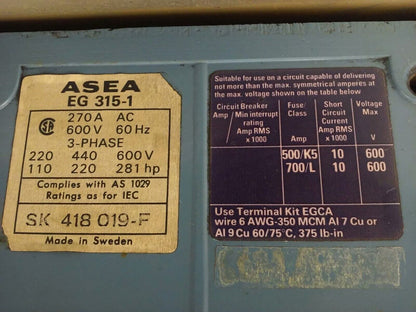 ASEA
EG 315-1
270 A AC
600 V 60 Hz
3-PHASE
220 440 600 V
110 220 281 hp
Complies with AS 1029
Ratings as for IEC
SK 418 019-F
Made in Sweden
Suitable for use on a circuit capable of delivering
not more than the max. symmetrical amperes at
the max. voltage shown on the table below
Circuit Breaker Fuse/ Short Voltage
Amp / Min interrupt Class Circuit Max
rating Current
Amp RMS Amp RMS
x 1000 Amp x 1000 V
500/K5 10 600
700/L 10 600
Use Terminal Kit EGCA
wire 6 AWG-350 MCM Al 7 Cu or
Al 9 Cu 60/75°C, 375 lb-in